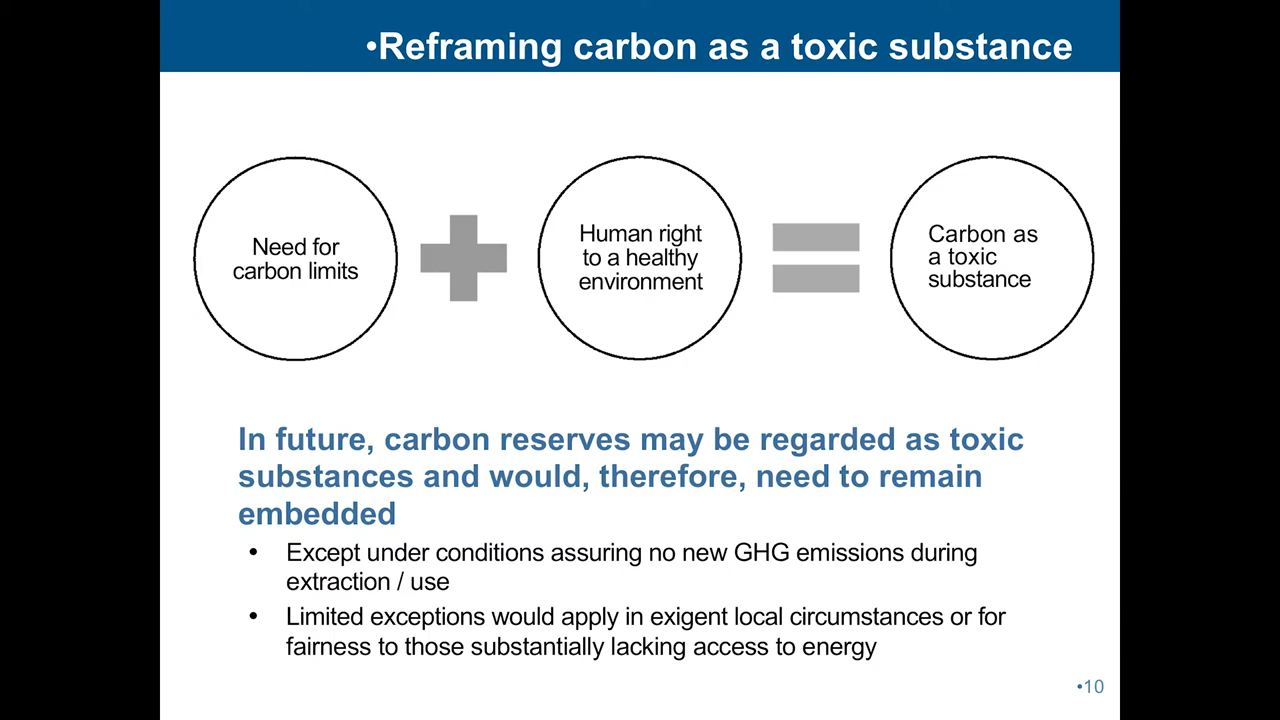 •Reframing carbon as a toxic substance
Need for
carbon limits
Human right
to a healthy
environment
Carbon as
a toxic
substance
In future, carbon reserves may be regarded as toxic
substances and would, therefore, need to remain
embedded
• Except under conditions assuring no new GHG emissions during
extraction / use
• Limited exceptions would apply in exigent local circumstances or for
fairness to those substantially lacking access to energy
•10